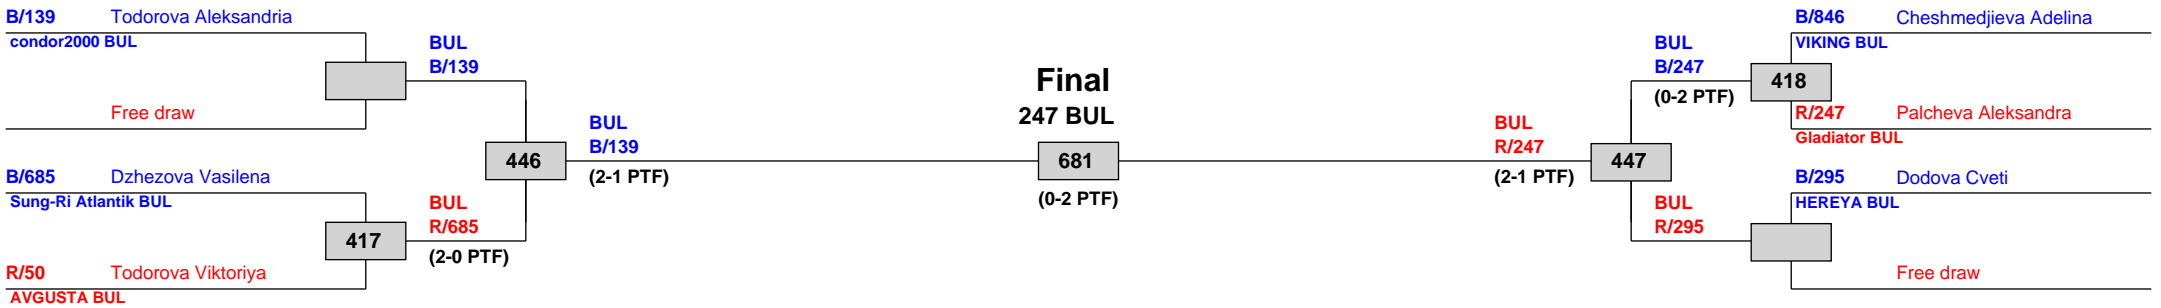 B/139 Todorova Aleksandria
condor2000 BUL
Free draw
B/685 Dzhezova Vasilena
Sung-Ri Atlantik BUL
417
R/50 Todorova Viktoriya
AVGUSTA BUL
BUL
B/139
BUL
R/685
(2-0 PTF)
446
BUL
B/139
(2-1 PTF)
Final
247 BUL
681
(0-2 PTF)
BUL
R/247
(2-1 PTF)
447
BUL
B/247
(0-2 PTF)
BUL
R/295
B/846 Cheshmedjieva Adelina
VIKING BUL
418
R/247 Palcheva Aleksandra
Gladiator BUL
B/295 Dodova Cveti
HEREYA BUL
Free draw